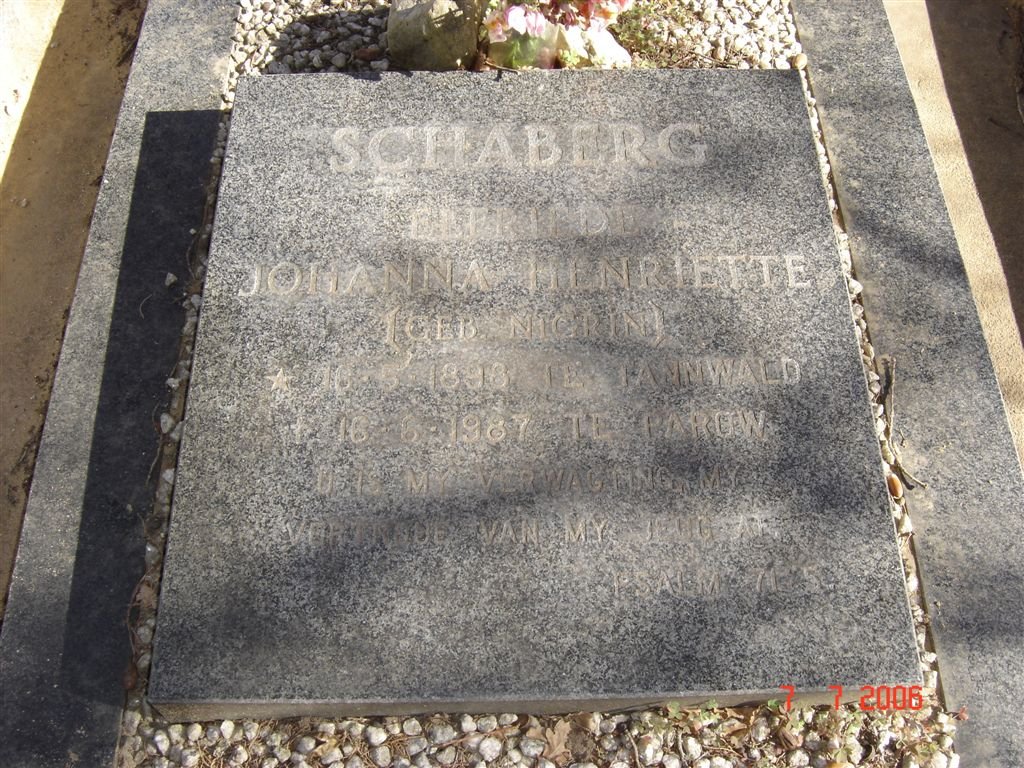 SCHABERG
ELFRIEDE -
JOHANNA HENRIETTE
(GEB. NIGRIN)
★ 16-5-1898 TE TANNWALD
† 16-6-1987 TE PAROW
U IS MY VERWAGTING, MY
VERTROUE VAN MY JEUG AF.
PSALM 71:5
7 7 2006